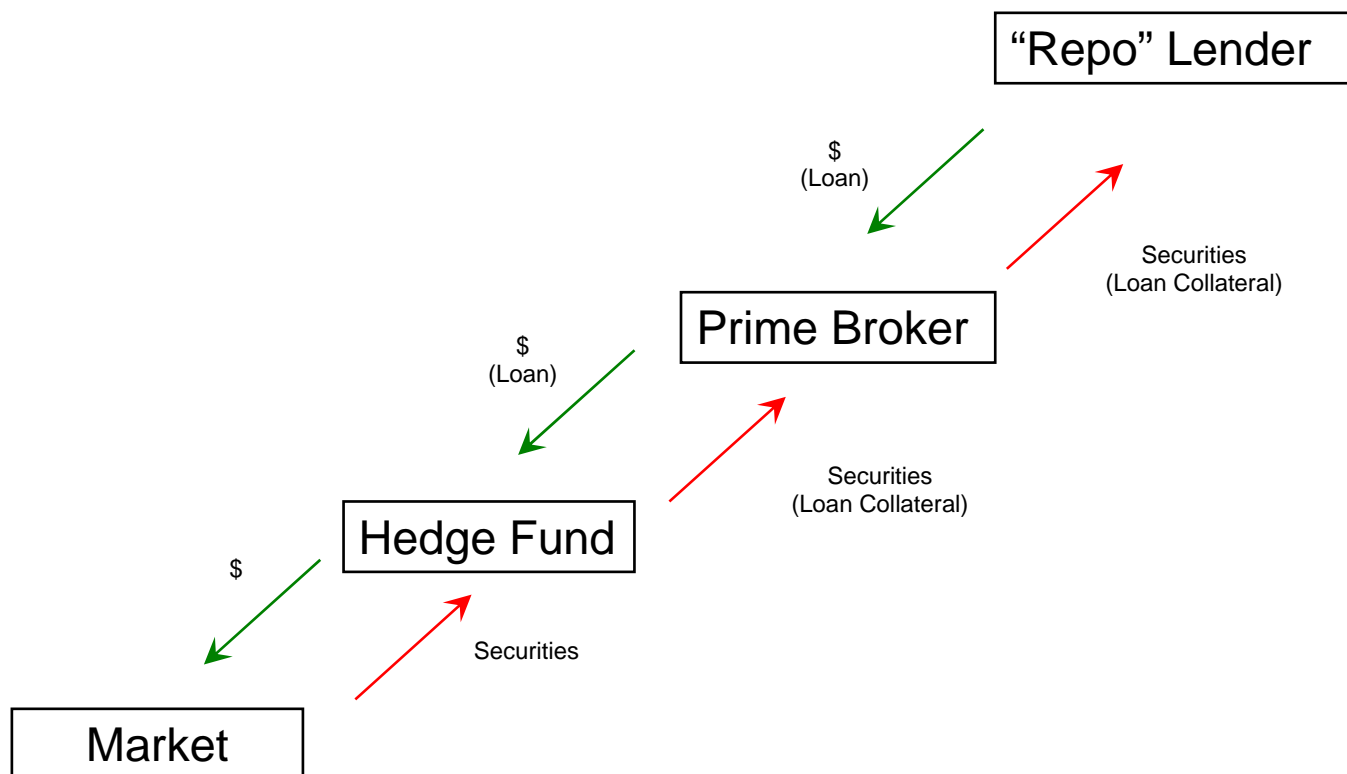 “Repo” Lender
$
(Loan)
Securities
(Loan Collateral)
Prime Broker
$
(Loan)
Securities
(Loan Collateral)
Hedge Fund
$
Securities
Market